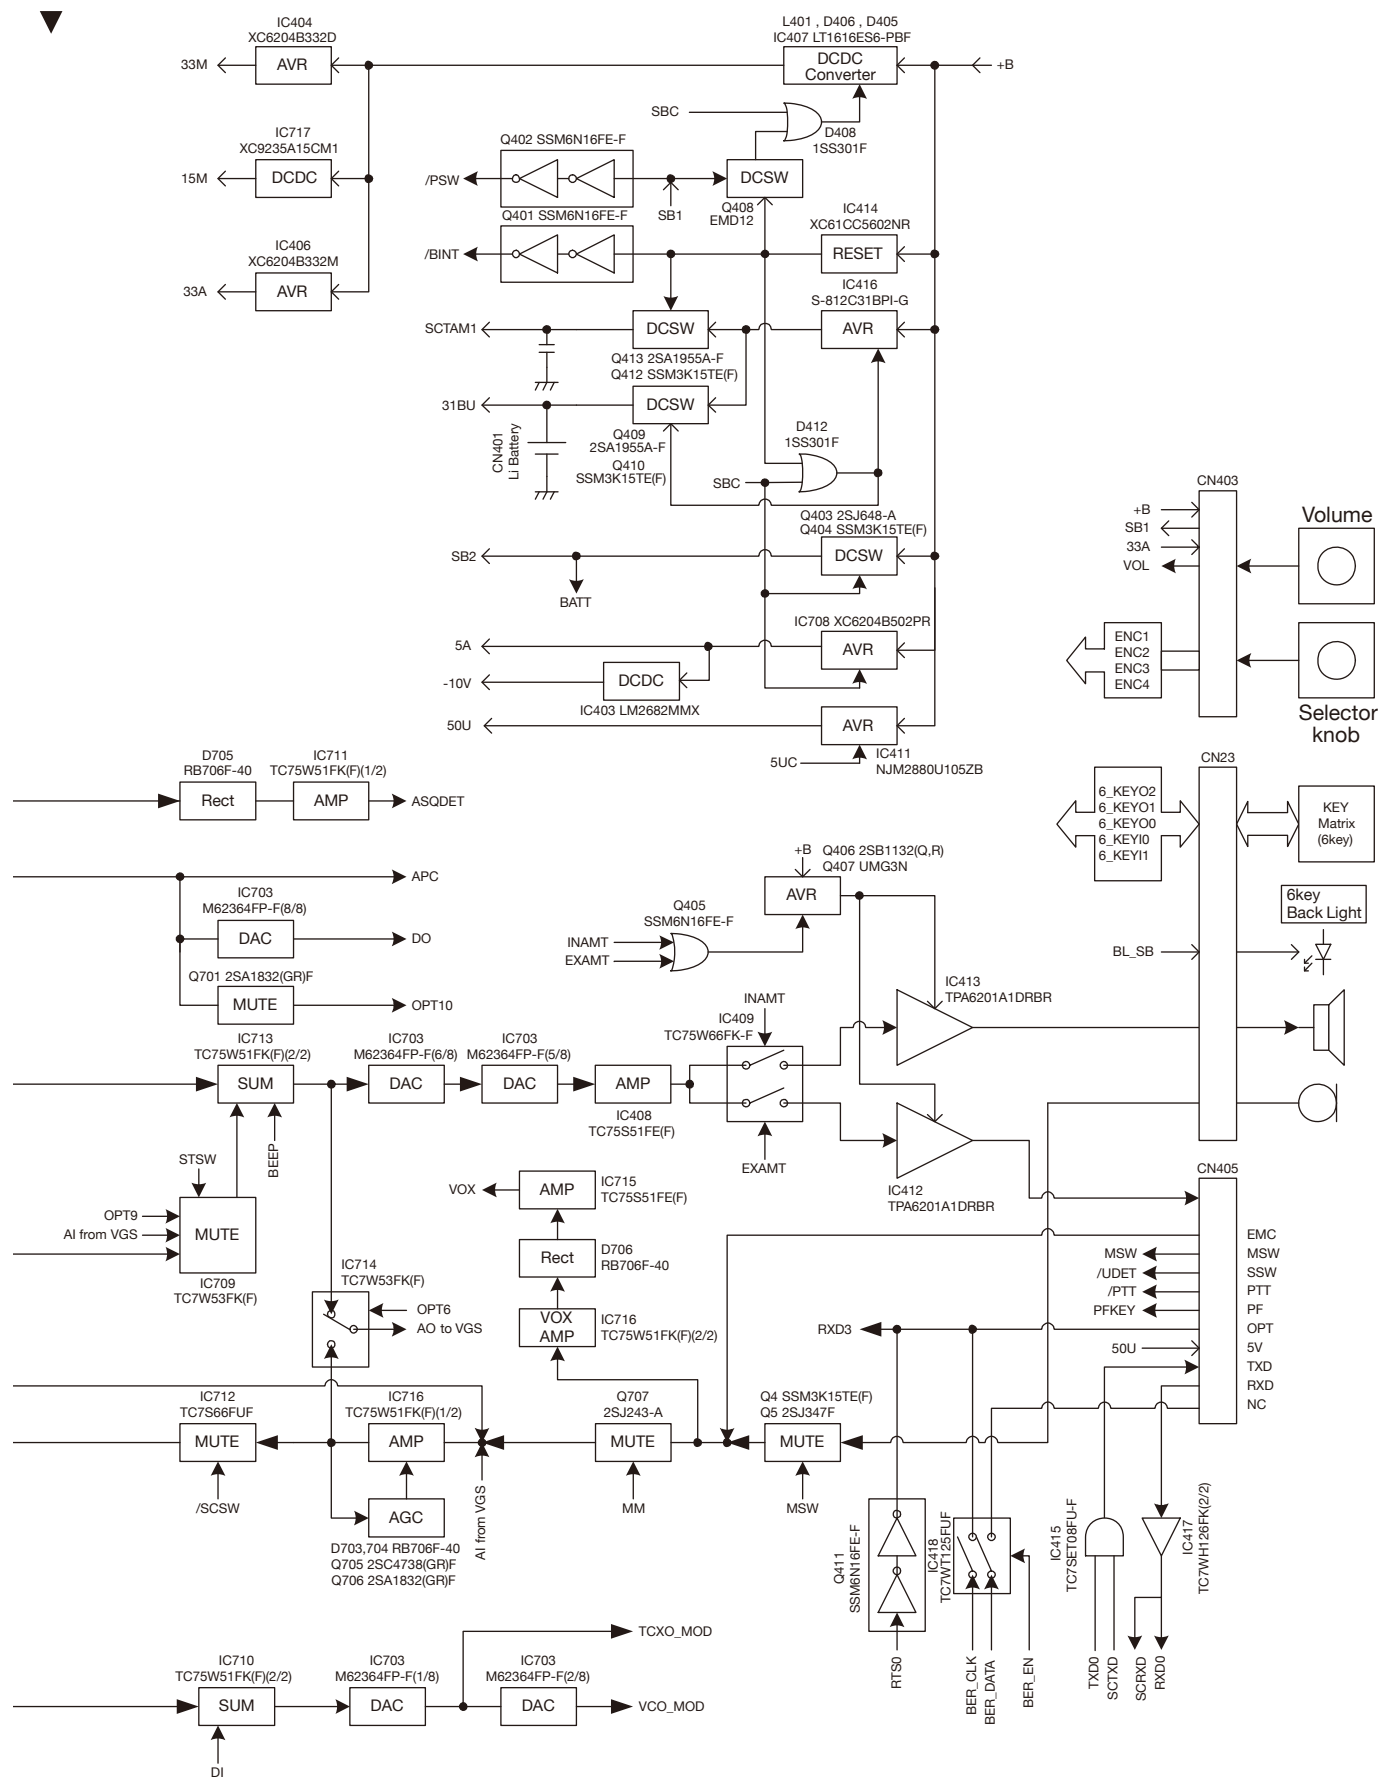 IC404
XC6204B332D
33M
AVR
L401 , D406 , D405
IC407 LT1616ES6-PBF
DCDC
Converter
+B
SBC
D408
1SS301F
IC717
XC9235A15CM1
15M
DCDC
Q402 SSM6N16FE-F
/PSW
SB1
DCSW
Q408
EMD12
Q401 SSM6N16FE-F
/BINT
IC414
XC61CC5602NR
RESET
IC406
XC6204B332M
33A
AVR
IC416
S-812C31BPI-G
SCTAM1
DCSW
AVR
Q413 2SA1955A-F
Q412 SSM3K15TE(F)
31BU
DCSW
CN401
Li Battery
Q409
2SA1955A-F
Q410
SSM3K15TE(F)
D412
1SS301F
SBC
Q403 2SJ648-A
Q404 SSM3K15TE(F)
SB2
DCSW
BATT
IC708 XC6204B502PR
5A
AVR
-10V
DCDC
IC403 LM2682MMX
50U
AVR
5UC
IC411
NJM2880U105ZB
CN403
+B
SB1
33A
VOL
Volume
ENC1
ENC2
ENC3
ENC4
Selector
knob
D705
RB706F-40
Rect
IC711
TC75W51FK(F)(1/2)
AMP
ASQDET
CN23
6_KEYO2
6_KEYO1
6_KEYO0
6_KEYI0
6_KEYI1
KEY
Matrix
(6key)
APC
IC703
M62364FP-F(8/8)
DAC
DO
Q701 2SA1832(GR)F
MUTE
OPT10
+B
Q406 2SB1132(Q,R)
Q407 UMG3N
AVR
Q405
SSM6N16FE-F
INAMT
EXAMT
6key
Back Light
BL_SB
IC713
TC75W51FK(F)(2/2)
SUM
IC703
M62364FP-F(6/8)
DAC
IC703
M62364FP-F(5/8)
DAC
AMP
IC408
TC75S51FE(F)
INAMT
IC409
TC75W66FK-F
EXAMT
IC413
TPA6201A1DRBR
IC412
TPA6201A1DRBR
BEEP
STSW
OPT9
AI from VGS
MUTE
IC709
TC7W53FK(F)
VOX
AMP
IC715
TC75S51FE(F)
Rect
D706
RB706F-40
VOX
AMP
IC716
TC75W51FK(F)(2/2)
IC714
TC7W53FK(F)
OPT6
AO to VGS
CN405
EMC
MSW
MSW
/UDET
SSW
/PTT
PTT
PFKEY
PF
RXD3
OPT
50U
5V
TXD
RXD
NC
IC712
TC7S66FUF
MUTE
/SCSW
IC716
TC75W51FK(F)(1/2)
AMP
AGC
D703,704 RB706F-40
Q705 2SC4738(GR)F
Q706 2SA1832(GR)F
AI from VGS
Q707
2SJ243-A
MUTE
MM
Q4 SSM3K15TE(F)
Q5 2SJ347F
MUTE
MSW
Q411
SSM6N16FE-F
RTS0
IC418
TC7WT125FUF
BER_CLK
BER_DATA
BER_EN
IC415
TC7SET08FU-F
TXD0
SCTXD
IC417
TC7WH126FK(2/2)
SCRXD
RXD0
TCXO_MOD
IC710
TC75W51FK(F)(2/2)
SUM
DI
IC703
M62364FP-F(1/8)
DAC
IC703
M62364FP-F(2/8)
DAC
VCO_MOD